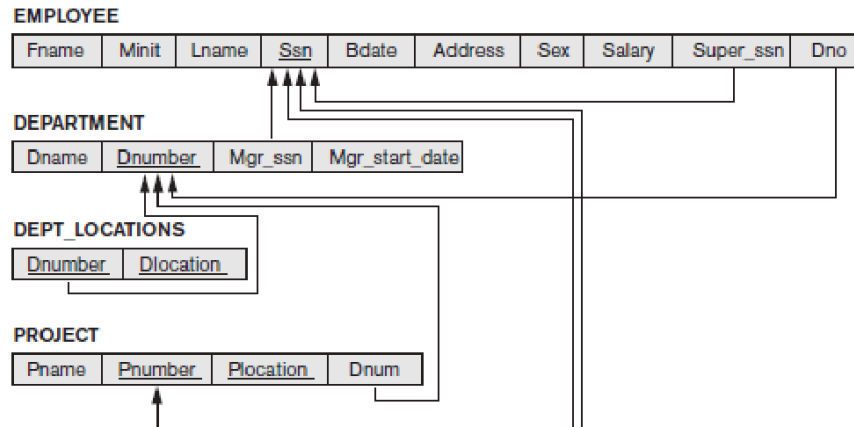 EMPLOYEE
Fname Minit Lname Ssn Bdate Address Sex Salary Super_ssn Dno
DEPARTMENT
Dname Dnumber Mgr_ssn Mgr_start_date
DEPT_LOCATIONS
Dnumber Dlocation
PROJECT
Pname Pnumber Plocation Dnum